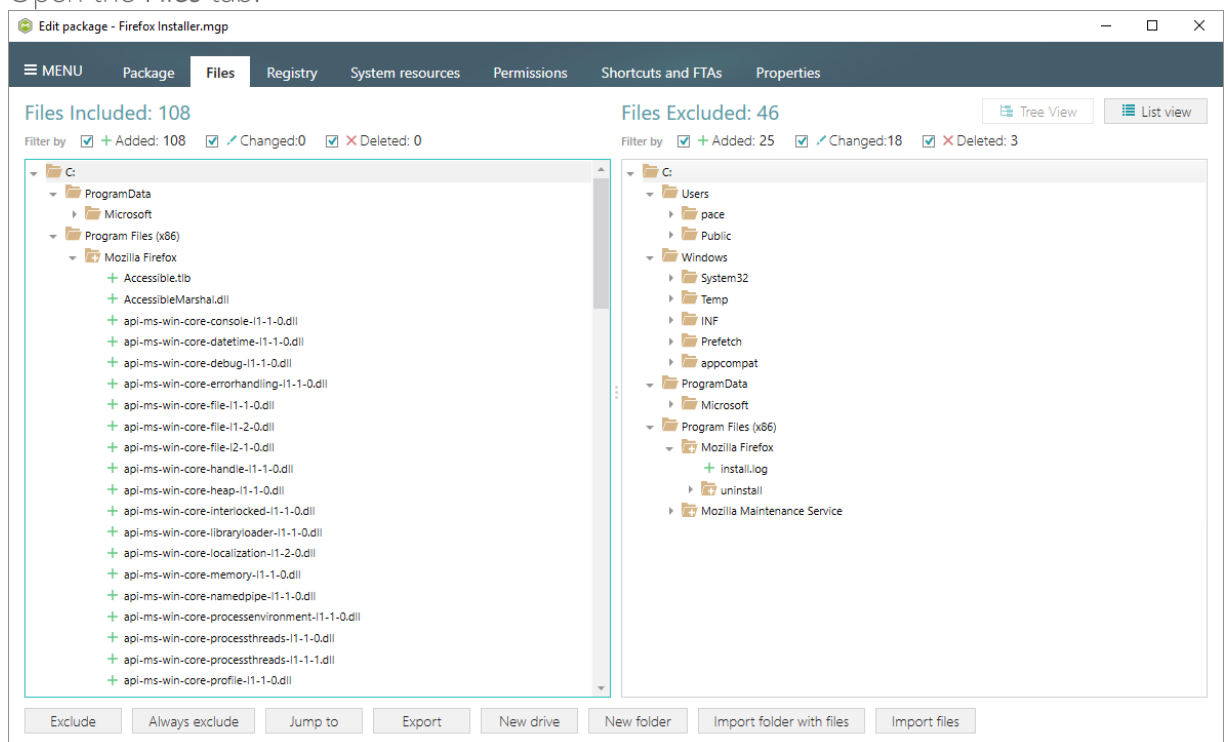 Open the Files tab.
Edit package - Firefox Installer.mgp
MENU Package Files Registry System resources Permissions Shortcuts and FTAs Properties
Files Included: 108
Filter by + Added: 108 Changed:0 Deleted: 0
C:
ProgramData
Microsoft
Program Files (x86)
Mozilla Firefox
+ Accessible.tlb
+ AccessibleMarshal.dll
+ api-ms-win-core-console-l1-1-0.dll
+ api-ms-win-core-datetime-l1-1-0.dll
+ api-ms-win-core-debug-l1-1-0.dll
+ api-ms-win-core-errorhandling-l1-1-0.dll
+ api-ms-win-core-file-l1-1-0.dll
+ api-ms-win-core-file-l1-2-0.dll
+ api-ms-win-core-file-l2-1-0.dll
+ api-ms-win-core-handle-l1-1-0.dll
+ api-ms-win-core-heap-l1-1-0.dll
+ api-ms-win-core-interlocked-l1-1-0.dll
+ api-ms-win-core-libraryloader-l1-1-0.dll
+ api-ms-win-core-localization-l1-2-0.dll
+ api-ms-win-core-memory-l1-1-0.dll
+ api-ms-win-core-namedpipe-l1-1-0.dll
+ api-ms-win-core-processenvironment-l1-1-0.dll
+ api-ms-win-core-processthreads-l1-1-0.dll
+ api-ms-win-core-processthreads-l1-1-1.dll
+ api-ms-win-core-profile-l1-1-0.dll
Files Excluded: 46
Tree View List view
Filter by + Added: 25 Changed:18 Deleted: 3
C:
Users
pace
Public
Windows
System32
Temp
INF
Prefetch
appcompat
ProgramData
Microsoft
Program Files (x86)
Mozilla Firefox
+ install.log
uninstall
Mozilla Maintenance Service
Exclude Always exclude Jump to Export New drive New folder Import folder with files Import files